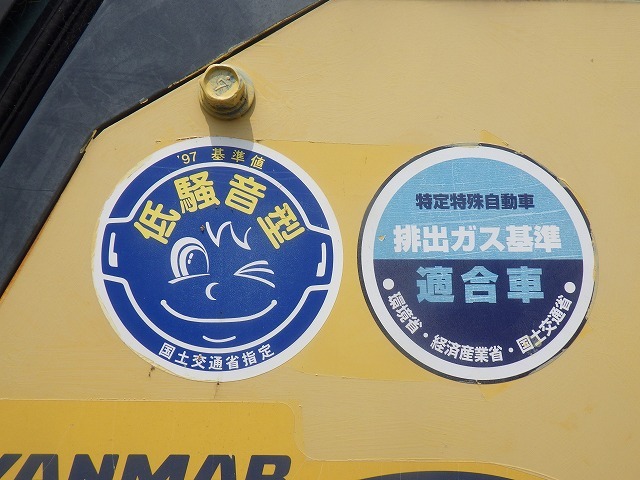 '97 基準値
低騒音型
国土交通省指定
特定特殊自動車
排出ガス基準
適合車
・環境省・経済産業省・国土交通省・
YANMAR